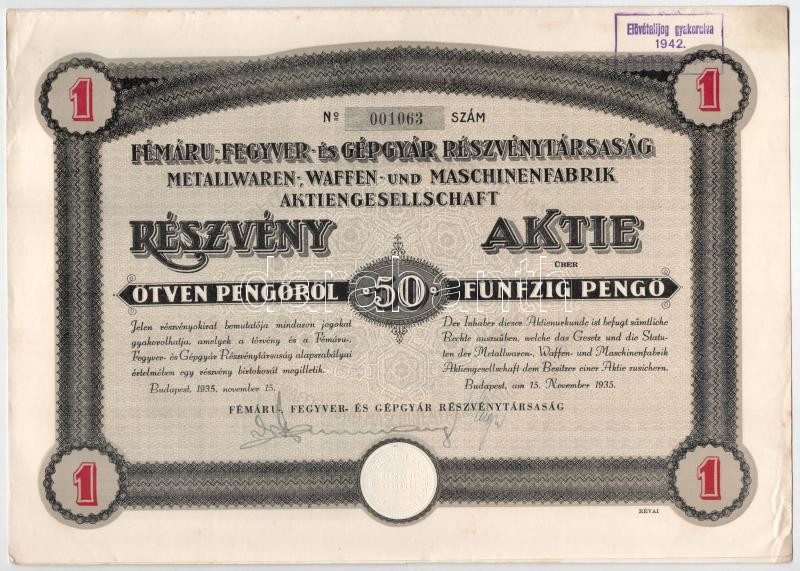 Elővételijog gyakorolva
1942.
1
1
Nº 001063 SZÁM
FÉMÁRU-, FEGYVER- ÉS GÉPGYÁR RÉSZVÉNYTÁRSASÁG
METALLWAREN-, WAFFEN- UND MASCHINENFABRIK
AKTIENGESELLSCHAFT
RÉSZVÉNY
AKTIE
ÜBER
ÖTVEN PENGŐRŐL
50
FÜNFZIG PENGŐ
Jelen részvényokirat bemutatója mindazon jogokat
gyakorolhatja, amelyek a törvény és a Fémáru-,
Fegyver- és Gépgyár Részvénytársaság alapszabályai
értelmében egy részvény birtokosát megilletik.
Budapest, 1935. november 15.
Der Inhaber dieser Aktienurkunde ist befugt sämtliche
Rechte auszuüben, welche das Gesetz und die Statu-
ten der Metallwaren-, Waffen- und Maschinenfabrik
Aktiengesellschaft dem Besitzer einer Aktie zusichern.
Budapest, am 15. November 1935.
FÉMÁRU-, FEGYVER- ÉS GÉPGYÁR RÉSZVÉNYTÁRSASÁG
1
1
RÉVAI